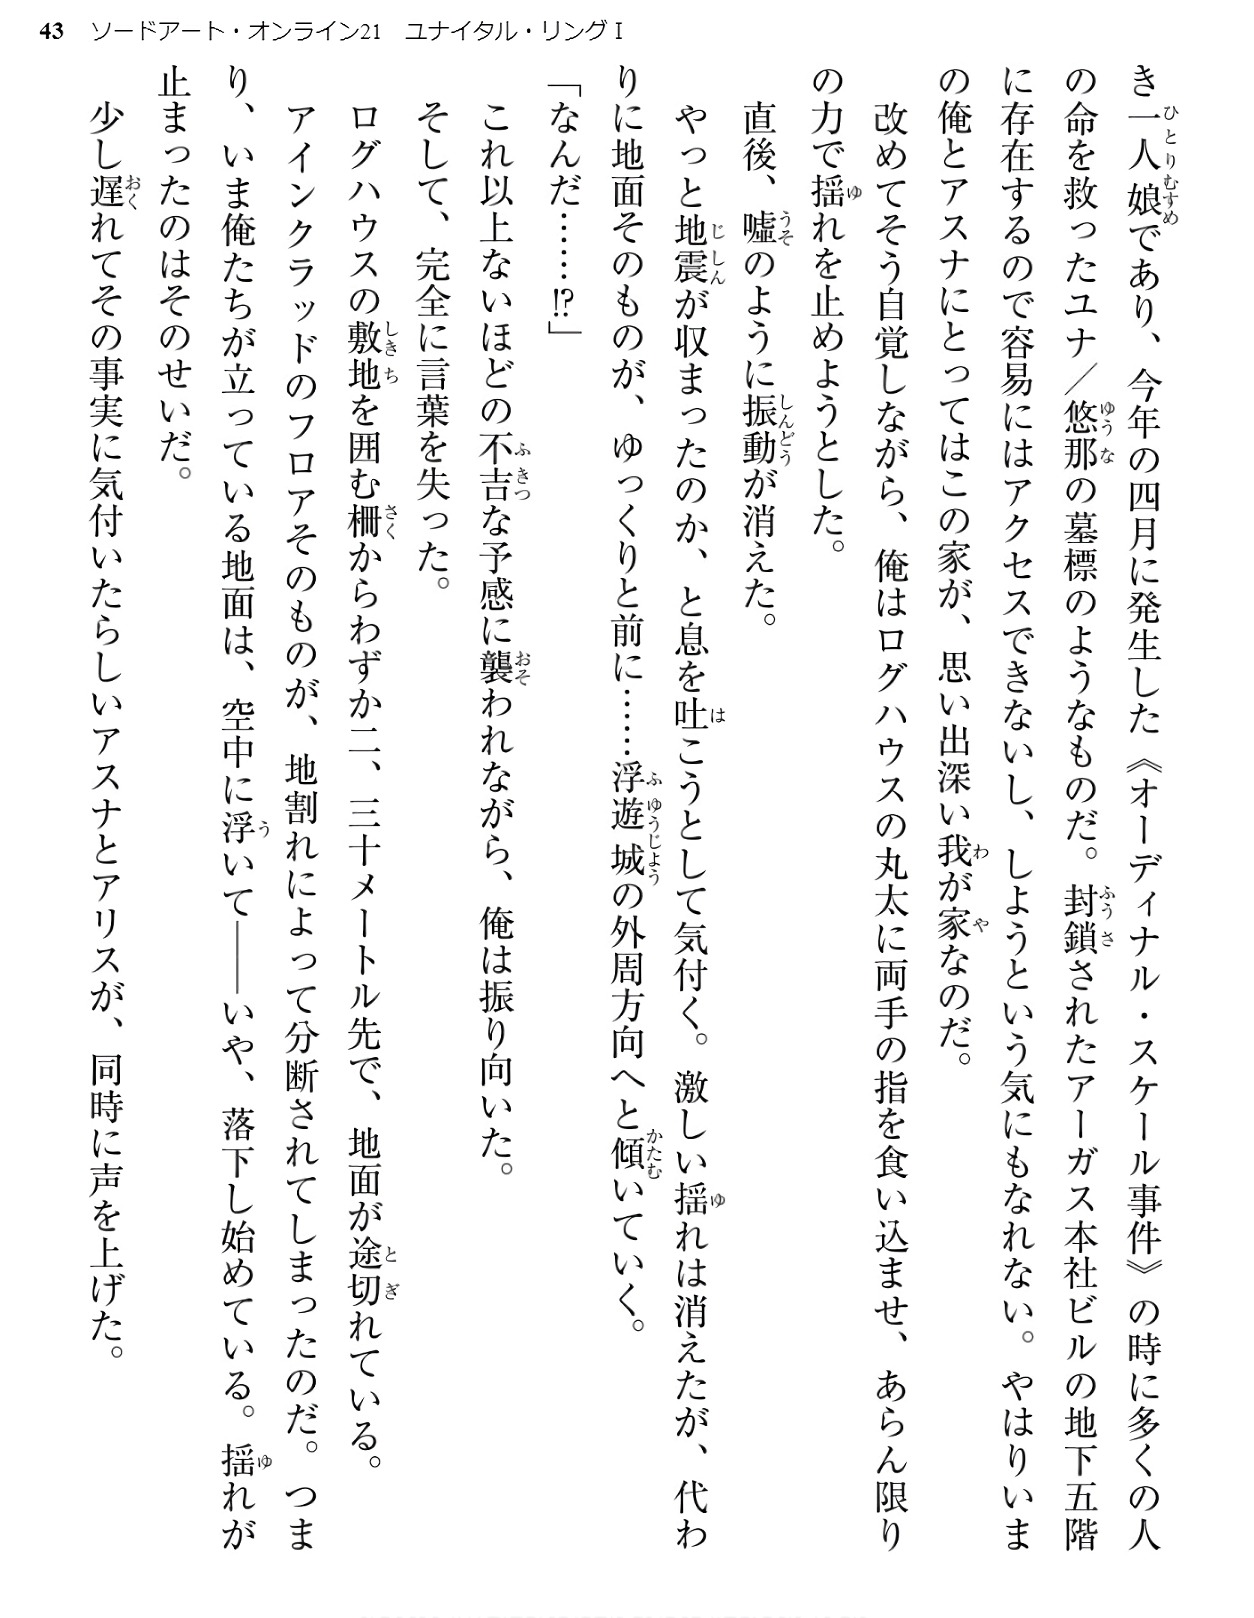 43 ソードアート・オンライン21 ユナイタル・リングⅠ
き一人娘であり、今年の四月に発生した《オーディナル・スケール事件》の時に多くの人
の命を救ったユナ／悠那の墓標のようなものだ。封鎖されたアーガス本社ビルの地下五階
に存在するので容易にはアクセスできないし、しようという気にもなれない。やはりいま
の俺とアスナにとってはこの家が、思い出深い我が家なのだ。
改めてそう自覚しながら、俺はログハウスの丸太に両手の指を食い込ませ、あらん限り
の力で揺れを止めようとした。
直後、嘘のように振動が消えた。
やっと地震が収まったのか、と息を吐こうとして気付く。激しい揺れは消えたが、代わ
りに地面そのものが、ゆっくりと前に……浮遊城の外周方向へと傾いていく。
「なんだ……!?」
これ以上ないほどの不吉な予感に襲われながら、俺は振り向いた。
そして、完全に言葉を失った。
ログハウスの敷地を囲む柵からわずか二、三十メートル先で、地面が途切れている。
アインクラッドのフロアそのものが、地割れによって分断されてしまったのだ。つま
り、いま俺たちが立っている地面は、空中に浮いて――いや、落下し始めている。揺れが
止まったのはそのせいだ。
少し遅れてその事実に気付いたらしいアスナとアリスが、同時に声を上げた。